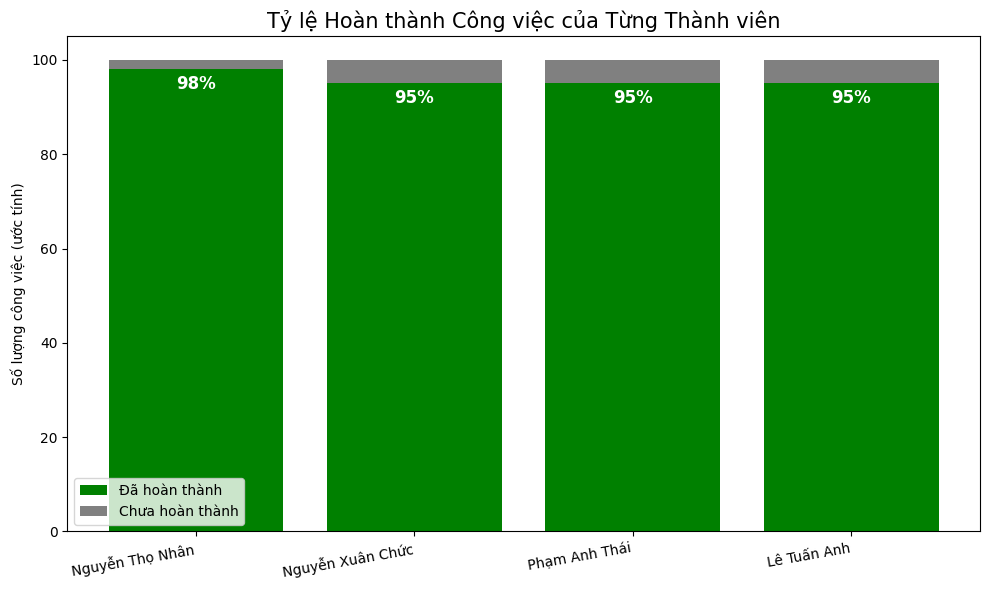 Tỷ lệ Hoàn thành Công việc của Từng Thành viên
Số lượng công việc (ước tính)
100
80
60
40
20
0
98%
95%
95%
95%
Đã hoàn thành
Chưa hoàn thành
Nguyễn Thọ Nhân
Nguyễn Xuân Chức
Phạm Anh Thái
Lê Tuấn Anh